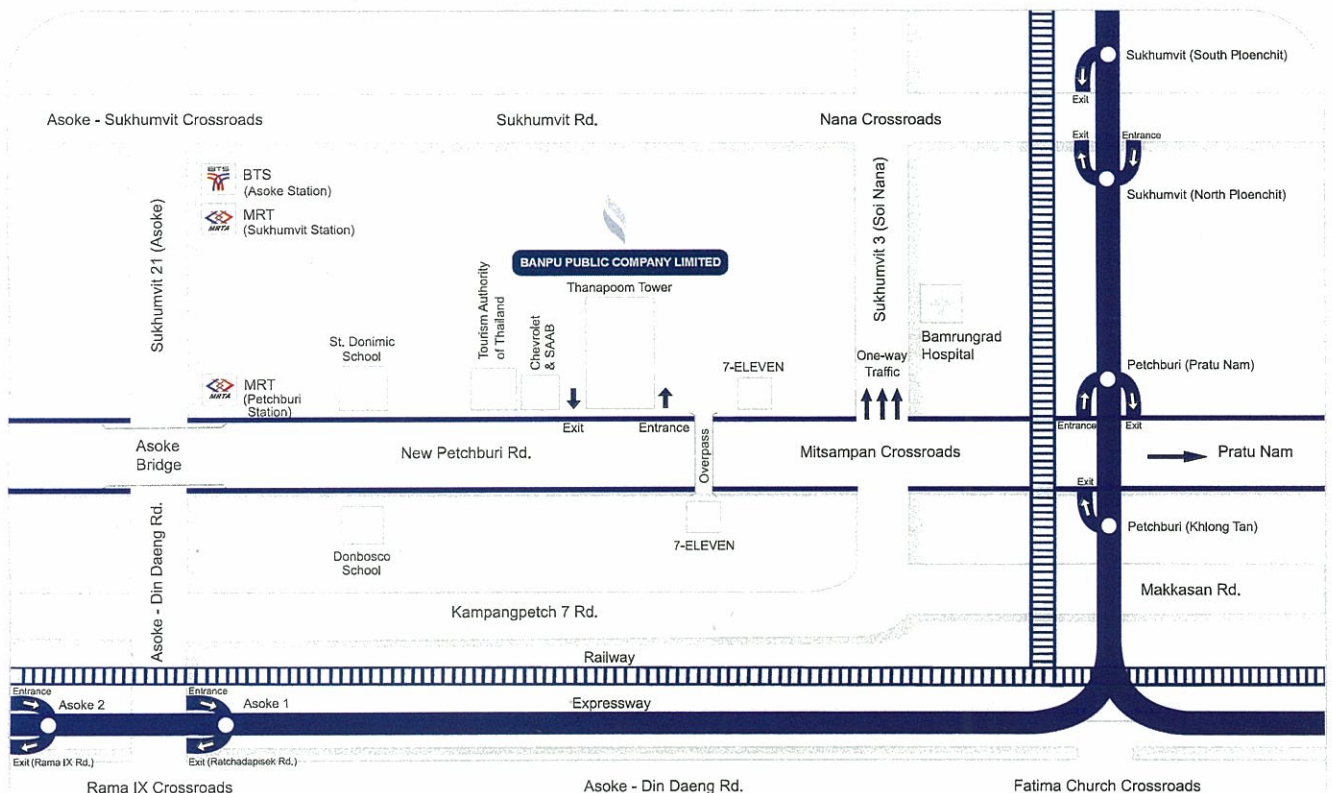 Sukhumvit (South Ploenchit)
Exit
Asoke - Sukhumvit Crossroads
Sukhumvit Rd.
Nana Crossroads
Exit
Entrance
BTS
BTS
(Asoke Station)
Sukhumvit (North Ploenchit)
MRTA
MRT
(Sukhumvit Station)
Sukhumvit 21 (Asoke)
Sukhumvit 3 (Soi Nana)
BANPU PUBLIC COMPANY LIMITED
Thanapoom Tower
Tourism Authority
of Thailand
Chevrolet
& SAAB
St. Donimic
School
Bamrungrad
Hospital
One-way
Traffic
7-ELEVEN
Petchburi (Pratu Nam)
MRTA
MRT
(Petchburi
Station)
Exit
Entrance
Entrance
Exit
Asoke
Bridge
New Petchburi Rd.
Overpass
Mitsampan Crossroads
Pratu Nam
Exit
Petchburi (Khlong Tan)
Donbosco
School
7-ELEVEN
Asoke - Din Daeng Rd.
Makkasan Rd.
Kampangpetch 7 Rd.
Railway
Entrance
Asoke 2
Entrance
Asoke 1
Expressway
Exit (Rama IX Rd.)
Exit (Ratchadapisek Rd.)
Rama IX Crossroads
Asoke - Din Daeng Rd.
Fatima Church Crossroads